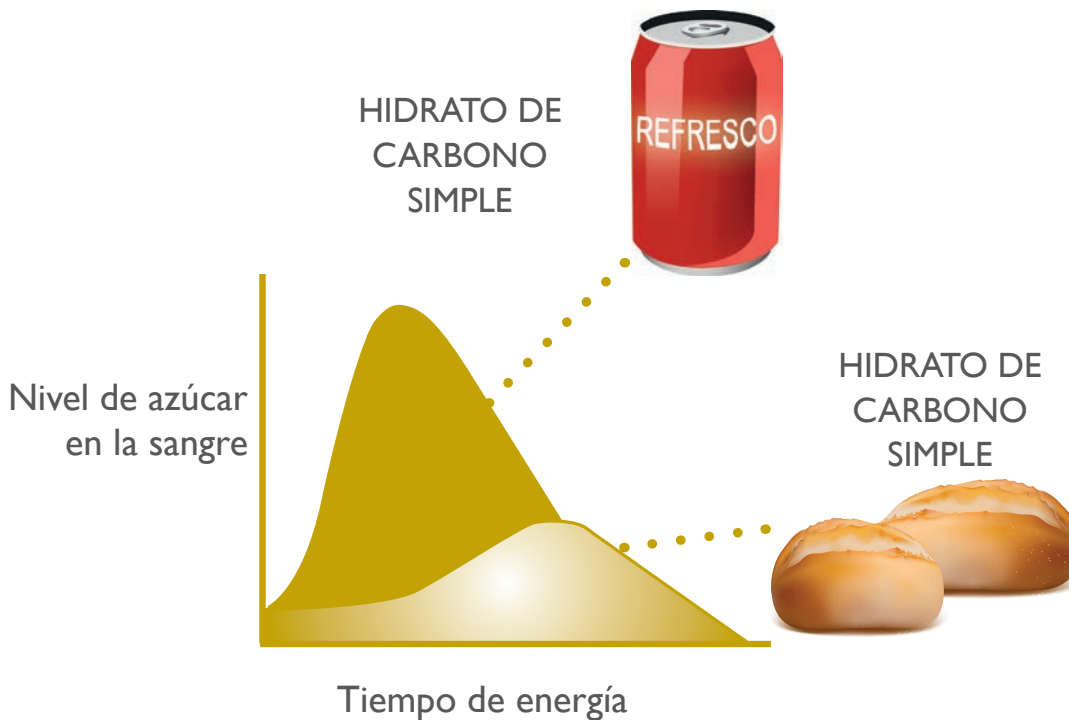 HIDRATO DE
CARBONO
SIMPLE
REFRESCO
Nivel de azúcar
en la sangre
HIDRATO DE
CARBONO
SIMPLE
Tiempo de energía